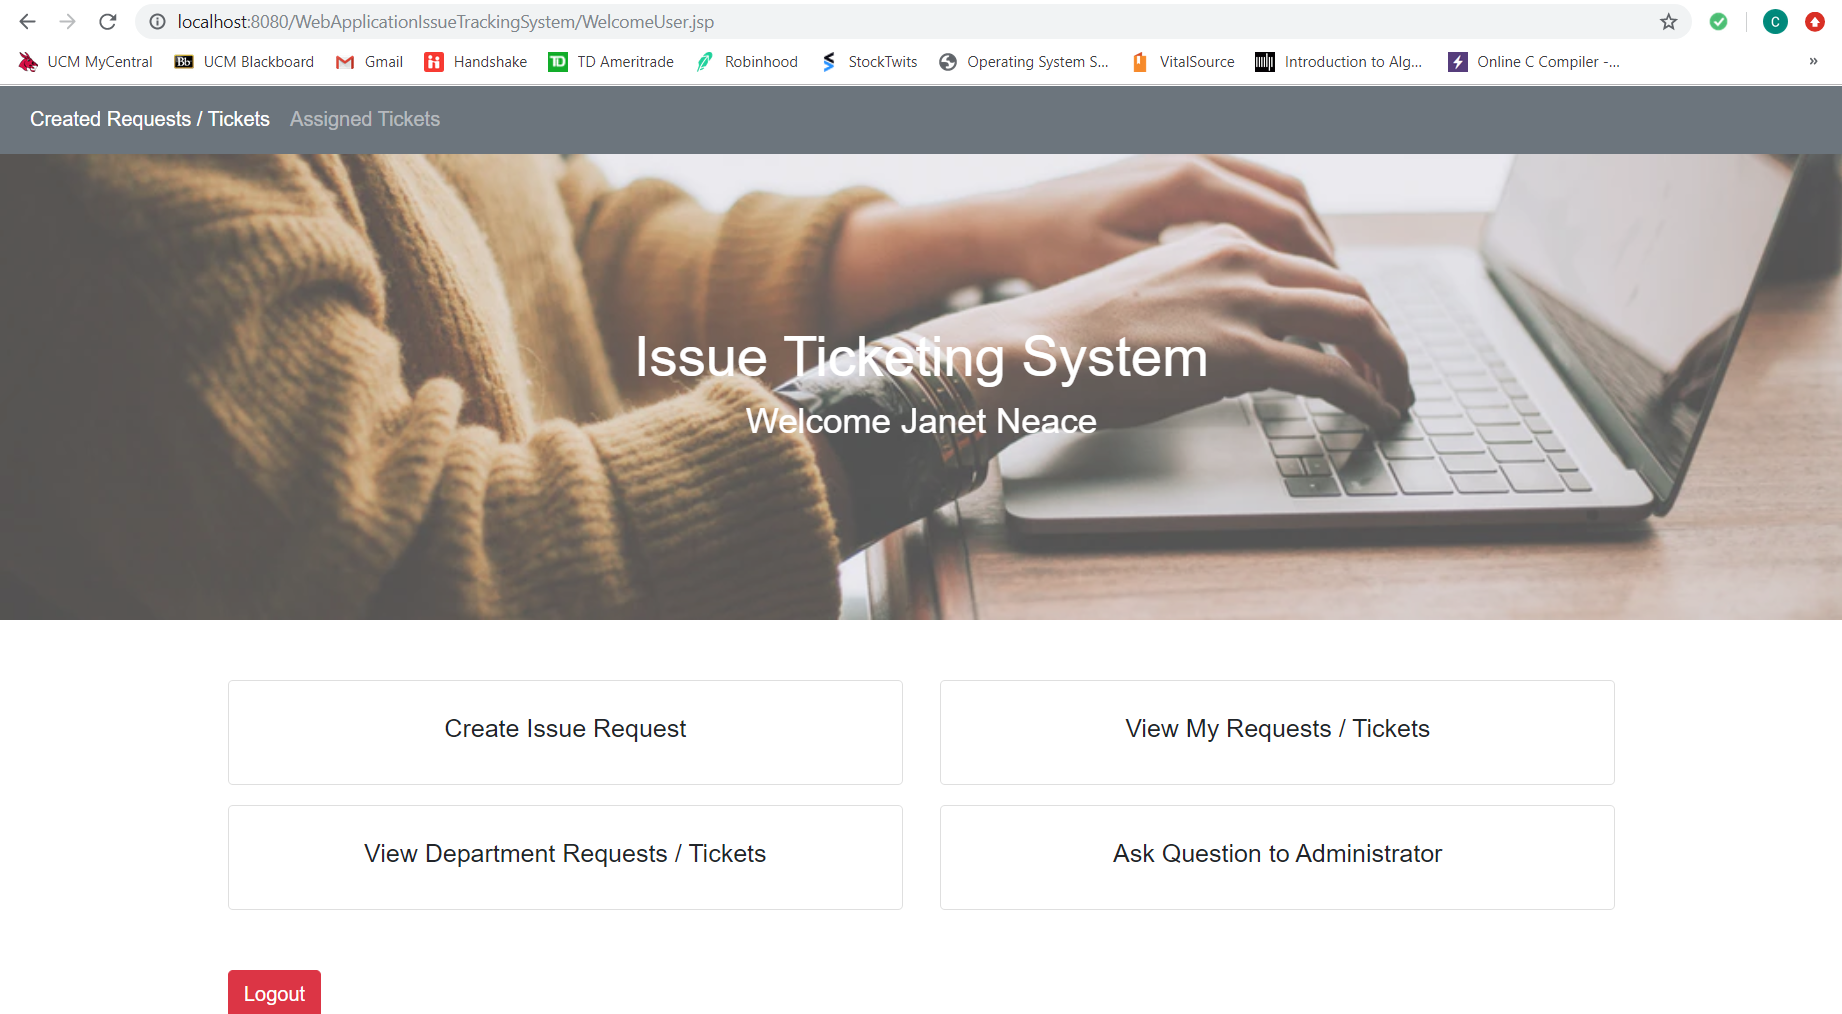 localhost:8080/WebApplicationIssueTrackingSystem/WelcomeUser.jsp
C
UCM MyCentral
Bb UCM Blackboard
Gmail
Handshake
TD TD Ameritrade
Robinhood
StockTwits
Operating System S...
VitalSource
Introduction to Alg...
Online C Compiler -...
»
Created Requests / Tickets
Assigned Tickets
Issue Ticketing System
Welcome Janet Neace
Create Issue Request
View My Requests / Tickets
View Department Requests / Tickets
Ask Question to Administrator
Logout